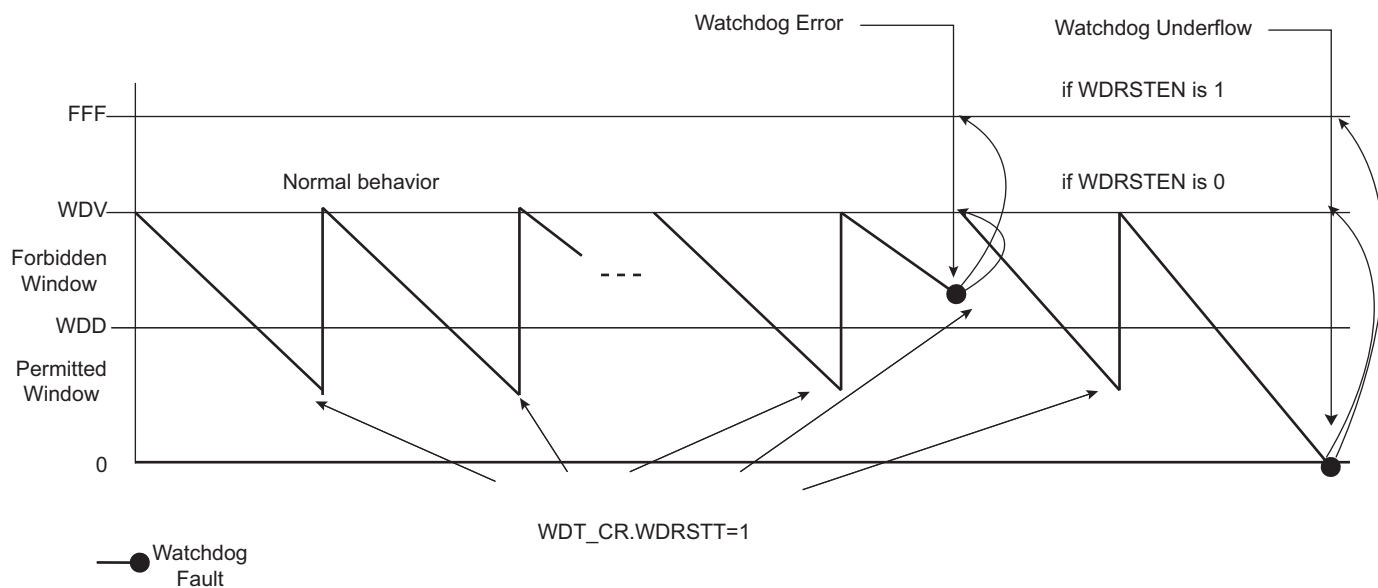 Watchdog Error
Watchdog Underflow
if WDRSTEN is 1
FFF
Normal behavior
if WDRSTEN is 0
WDV
Forbidden
Window
WDD
Permitted
Window
0
WDT_CR.WDRSTT=1
Watchdog
Fault